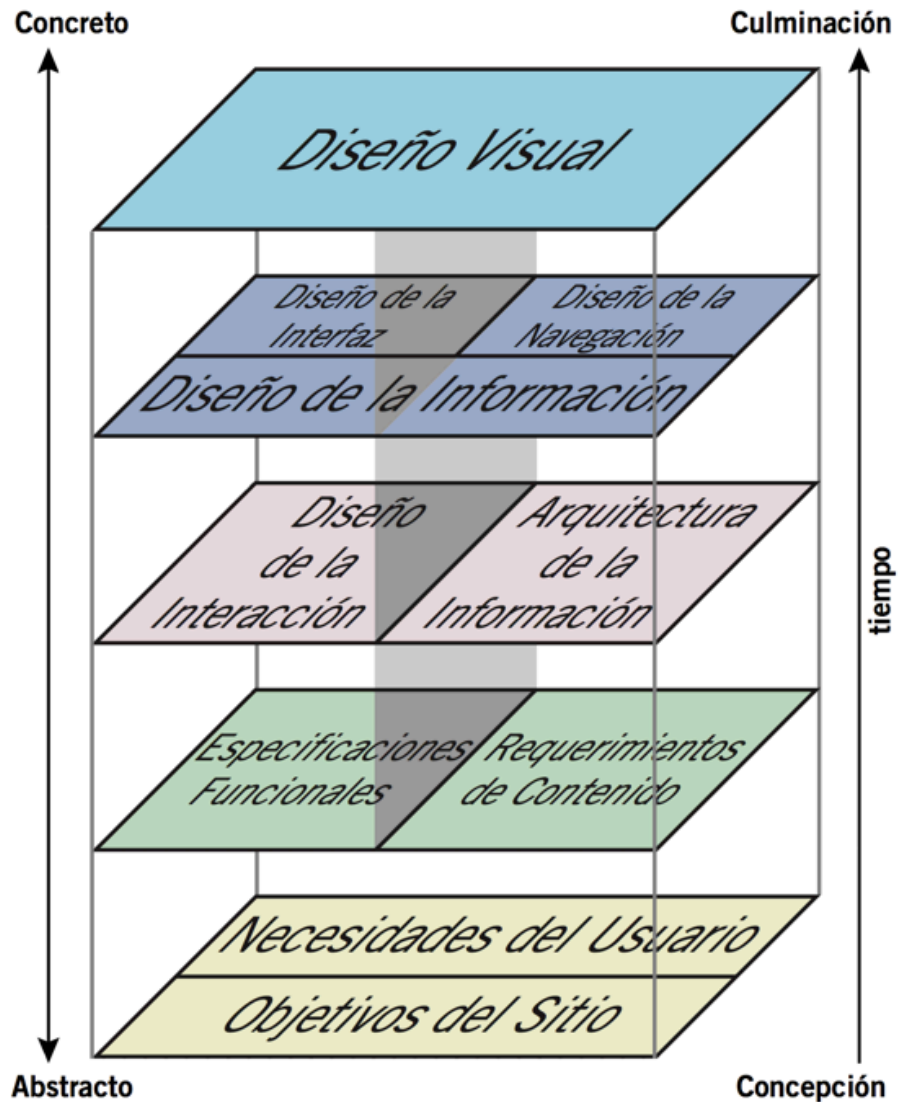 Concreto
Culminación
Diseño Visual
Diseño de la
Interfaz
Diseño de la
Navegación
Diseño de la Información
Diseño
de la
Interacción
Arquitectura
de la
Información
tiempo
Especificaciones
Funcionales
Requerimientos
de Contenido
Necesidades del Usuario
Objetivos del Sitio
Abstracto
Concepción